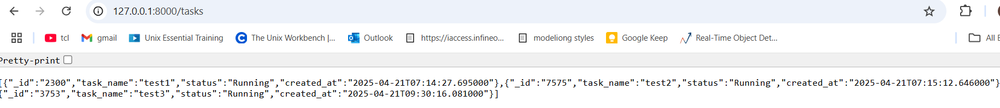 127.0.0.1:8000/tasks
tcl gmail Unix Essential Training The Unix Workbench |... Outlook https://iaccess.infineo... modeliong styles Google Keep Real-Time Object Det... All
Pretty-print
[{"_id":"2300","task_name":"test1","status":"Running","created_at":"2025-04-21T07:14:27.695000"},{"_id":"7575","task_name":"test2","status":"Running","created_at":"2025-04-21T07:15:12.646000"}
{"_id":"3753","task_name":"test3","status":"Running","created_at":"2025-04-21T09:30:16.081000"}]